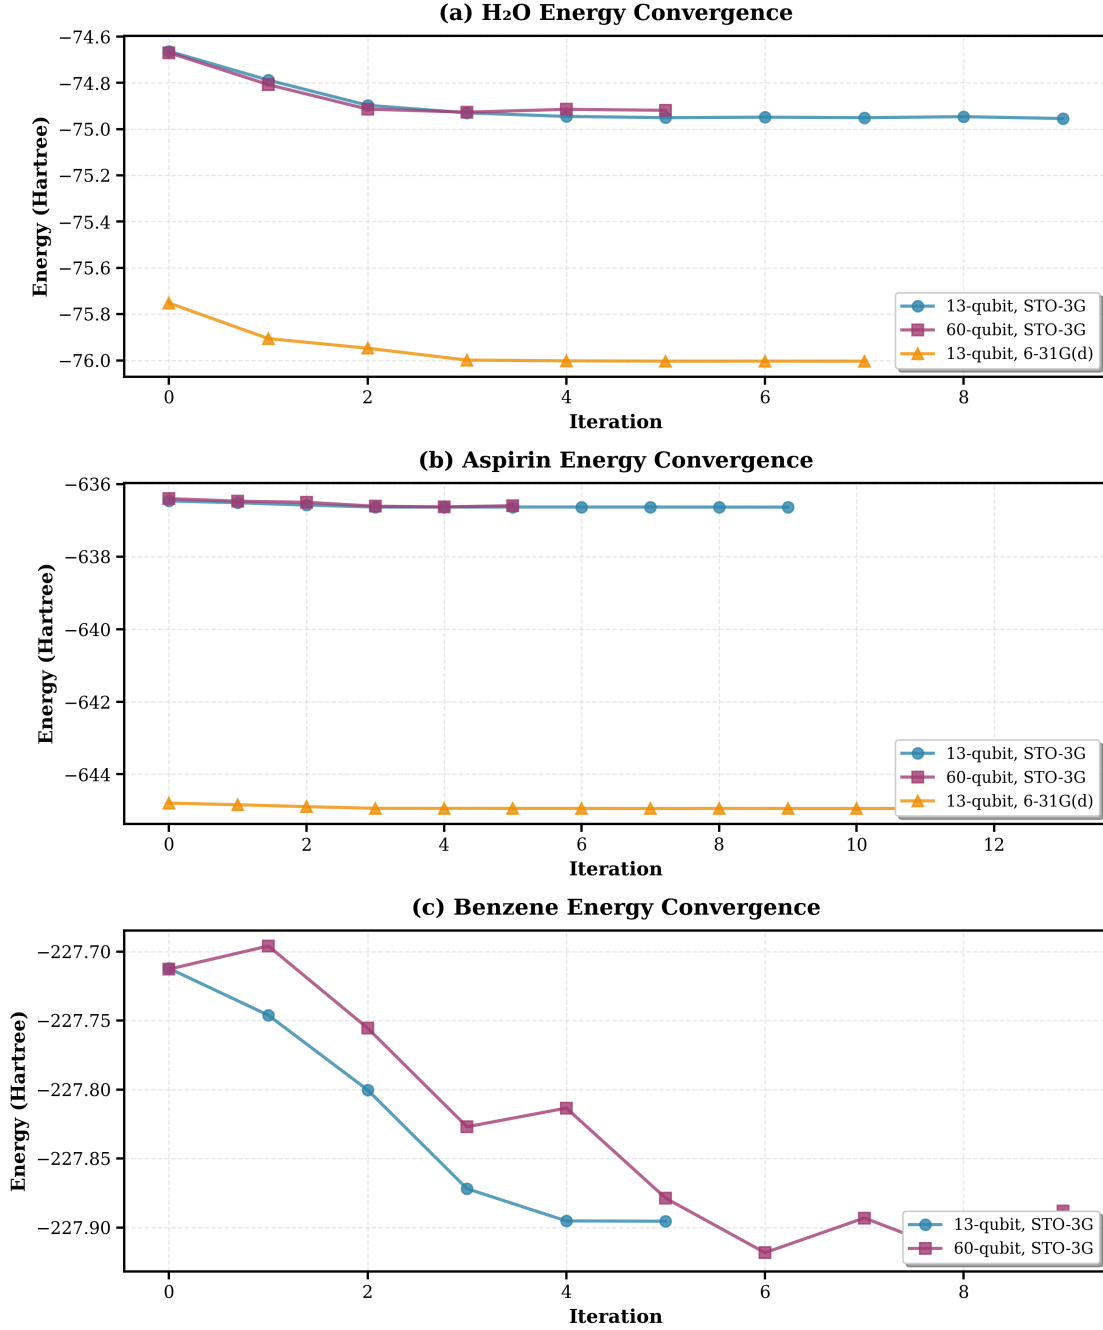 (a) H₂O Energy Convergence
−74.6
−74.8
−75.0
−75.2
−75.4
−75.6
−75.8
−76.0
Energy (Hartree)
13-qubit, STO-3G
60-qubit, STO-3G
13-qubit, 6-31G(d)
0 2 4 6 8
Iteration
(b) Aspirin Energy Convergence
−636
−638
−640
−642
−644
Energy (Hartree)
13-qubit, STO-3G
60-qubit, STO-3G
13-qubit, 6-31G(d)
0 2 4 6 8 10 12
Iteration
(c) Benzene Energy Convergence
−227.70
−227.75
−227.80
−227.85
−227.90
Energy (Hartree)
13-qubit, STO-3G
60-qubit, STO-3G
0 2 4 6 8
Iteration